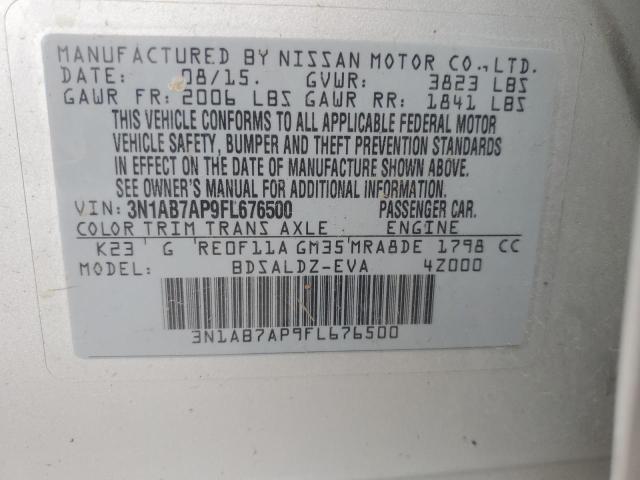 MANUFACTURED BY NISSAN MOTOR CO.,LTD.
DATE: 08/15. GVWR: 3823 LBS
GAWR FR: 2006 LBS GAWR RR: 1841 LBS
THIS VEHICLE CONFORMS TO ALL APPLICABLE FEDERAL MOTOR
VEHICLE SAFETY, BUMPER AND THEFT PREVENTION STANDARDS
IN EFFECT ON THE DATE OF MANUFACTURE SHOWN ABOVE.
SEE OWNER'S MANUAL FOR ADDITIONAL INFORMATION.
VIN: 3N1AB7AP9FL676500 PASSENGER CAR.
COLOR TRIM TRANS AXLE ENGINE
K23 G RE0F11A GM35 MRA8DE 1798 CC
MODEL: BDSALDZ-EVA 4Z000
3N1AB7AP9FL676500